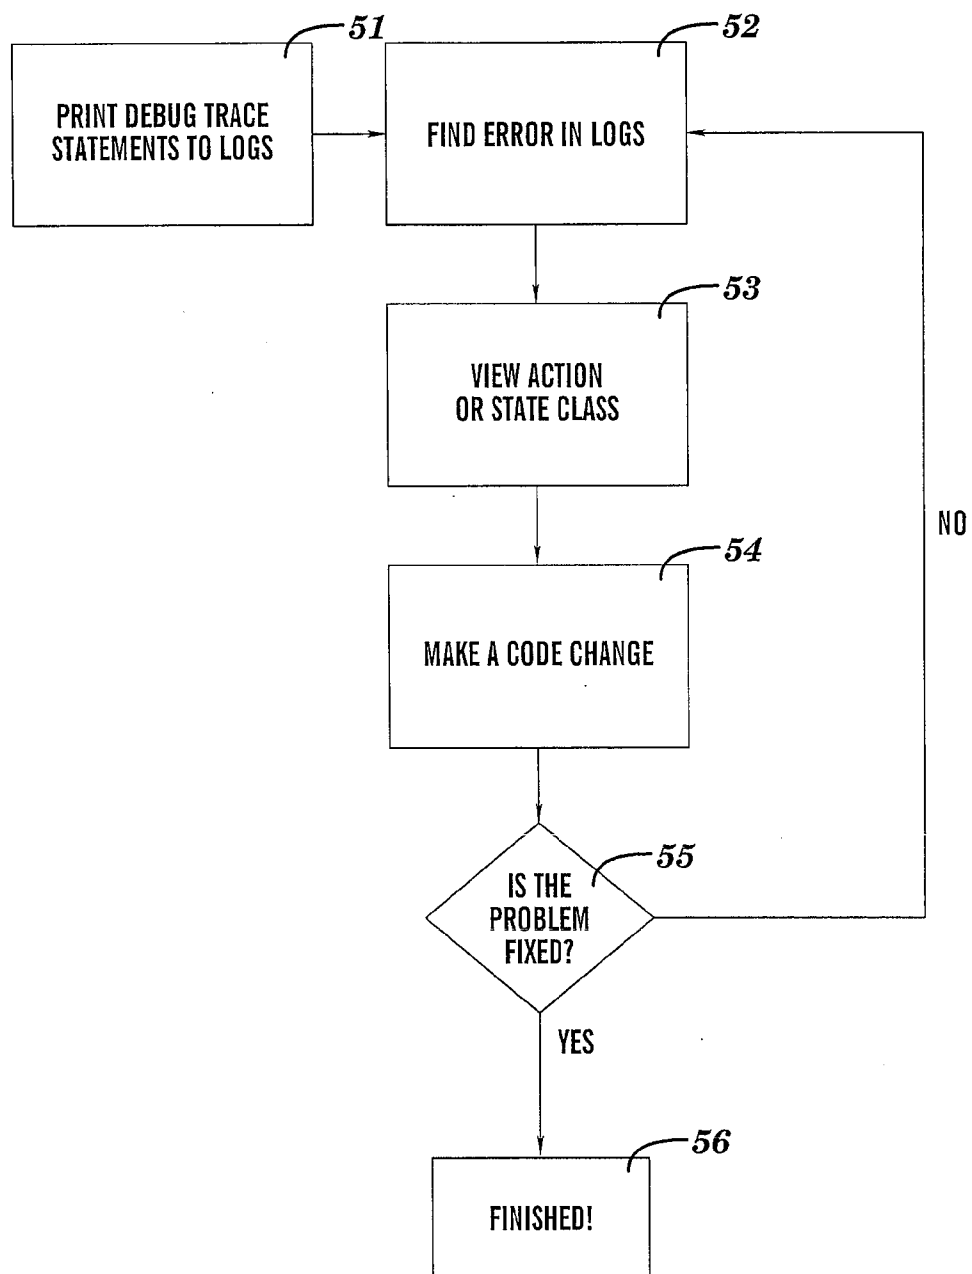 51
PRINT DEBUG TRACE
STATEMENTS TO LOGS
52
FIND ERROR IN LOGS
53
VIEW ACTION
OR STATE CLASS
NO
54
MAKE A CODE CHANGE
55
IS THE
PROBLEM
FIXED?
YES
56
FINISHED!